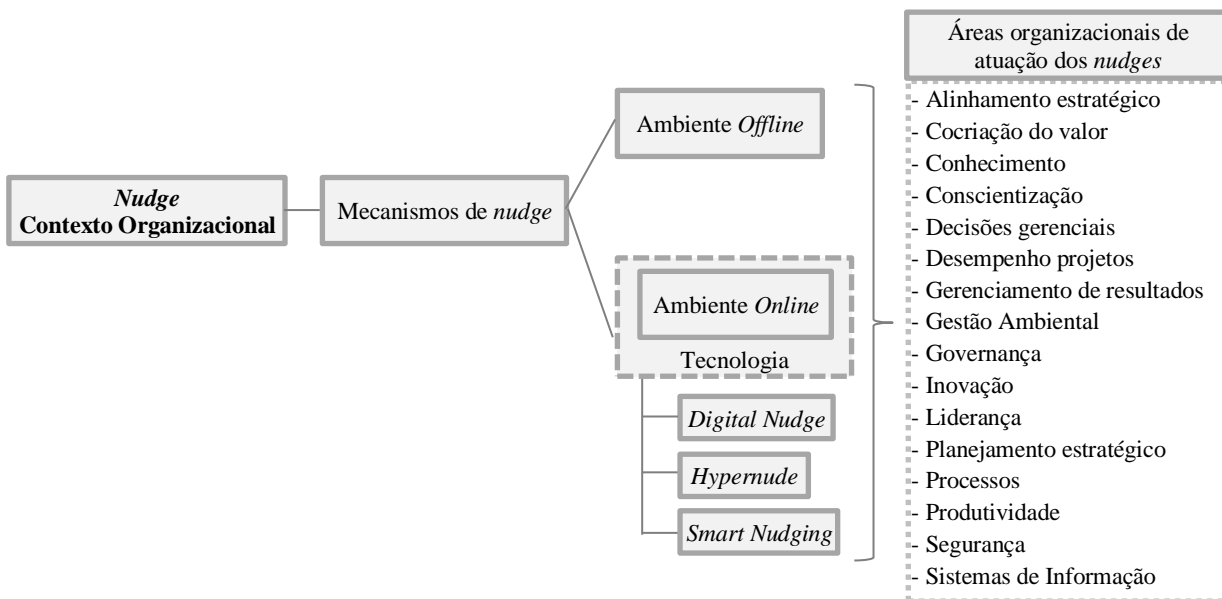 Nudge
Contexto Organizacional
Mecanismos de nudge
Ambiente Offline
Ambiente Online
Tecnologia
Digital Nudge
Hypernude
Smart Nudging
Áreas organizacionais de
atuação dos nudges
- Alinhamento estratégico
- Cocriação do valor
- Conhecimento
- Conscientização
- Decisões gerenciais
- Desempenho projetos
- Gerenciamento de resultados
- Gestão Ambiental
- Governança
- Inovação
- Liderança
- Planejamento estratégico
- Processos
- Produtividade
- Segurança
- Sistemas de Informação